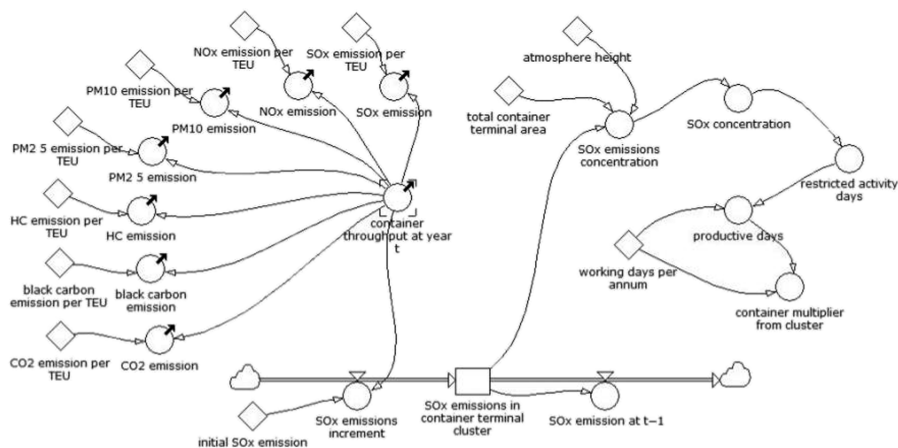 NOx emission per
TEU
SOx emission per
TEU
atmosphere height
PM10 emission per
TEU
NOx emission
SOx emission
total container
terminal area
SOx concentration
PM10 emission
SOx emissions
concentration
PM2 5 emission per
TEU
PM2 5 emission
restricted activity
days
HC emission per
TEU
HC emission
container
throughput at year
t
productive days
black carbon
emission per TEU
black carbon
emission
working days per
annum
container multiplier
from cluster
CO2 emission per
TEU
CO2 emission
initial SOx emission
SOx emissions
increment
SOx emissions in
container terminal
cluster
SOx emission at t−1